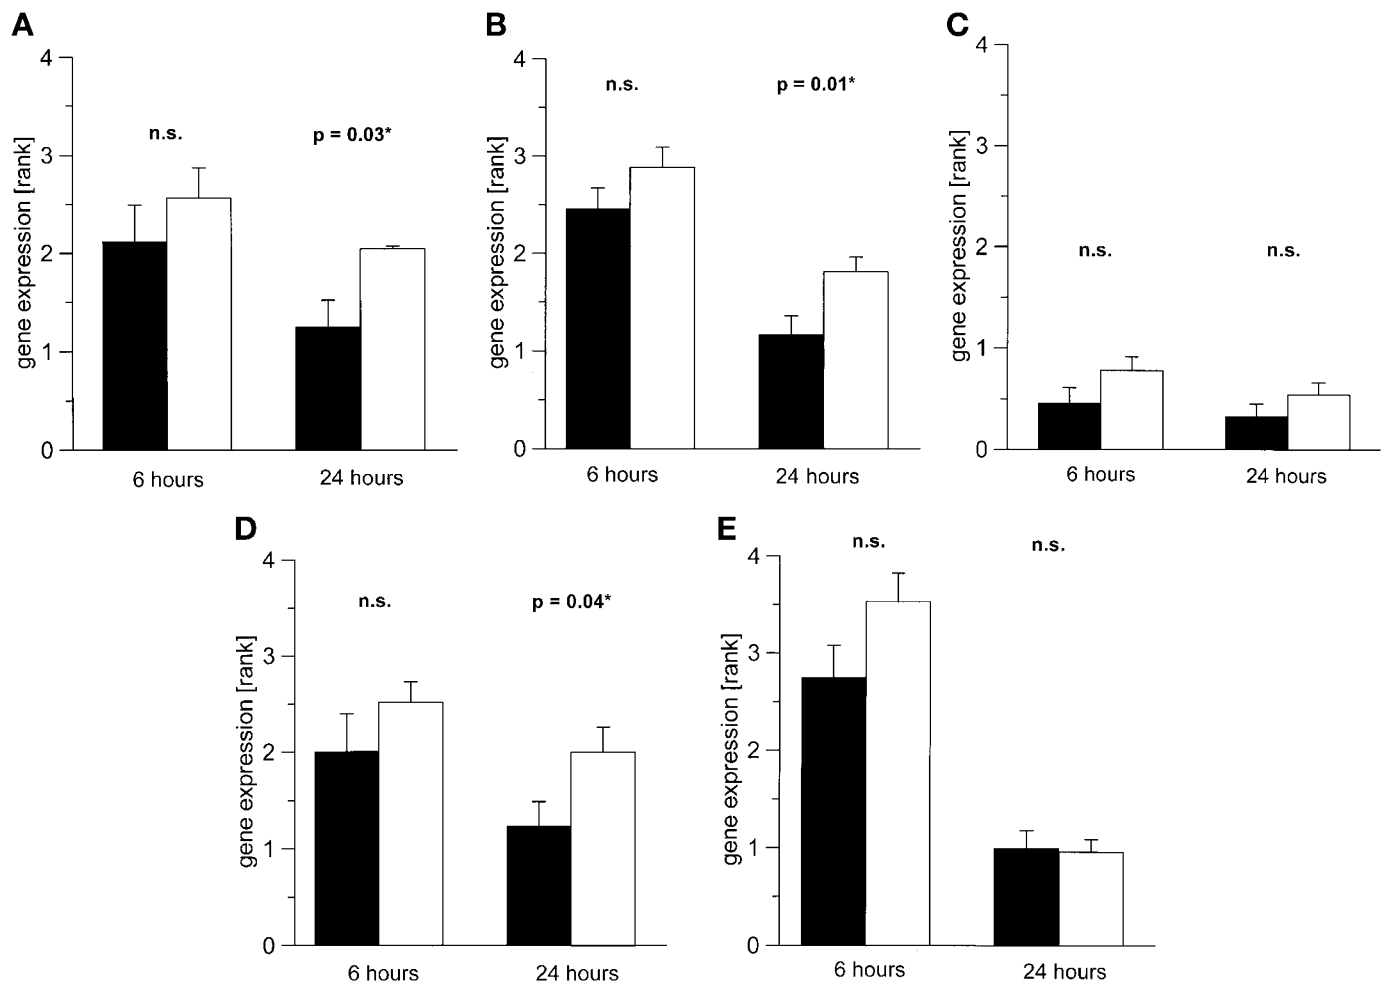 A
gene expression [rank]
4
3
2
1
0
n.s.
p = 0.03*
6 hours
24 hours
B
gene expression [rank]
4
3
2
1
0
n.s.
p = 0.01*
6 hours
24 hours
C
gene expression [rank]
4
3
2
1
0
n.s.
n.s.
6 hours
24 hours
D
gene expression [rank]
4
3
2
1
0
n.s.
p = 0.04*
6 hours
24 hours
E
gene expression [rank]
4
3
2
1
0
n.s.
n.s.
6 hours
24 hours